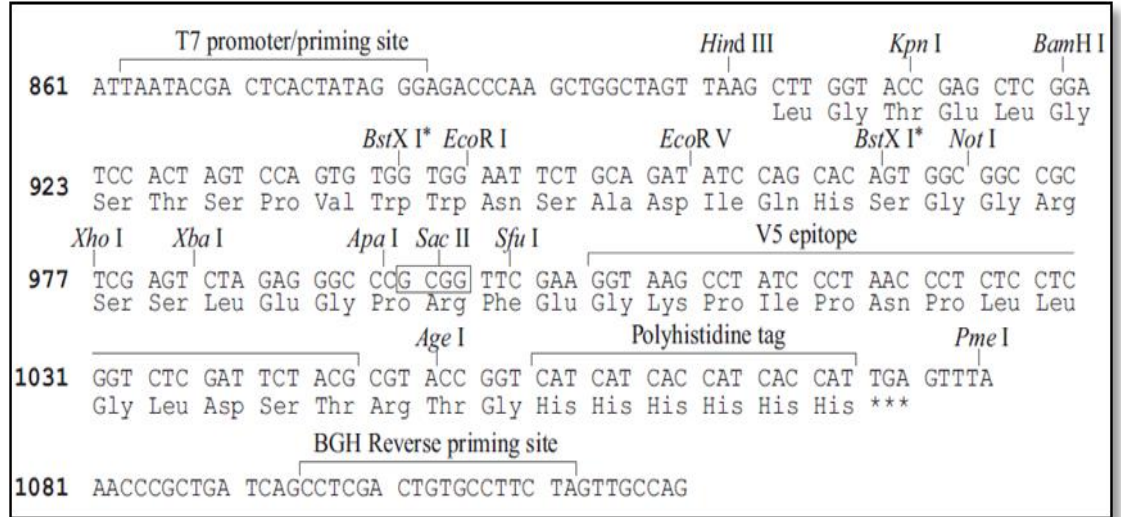 T7 promoter/priming site Hind III Kpn I BamH I
861 ATTAATACGA CTCACTATAG GGAGACCCAA GCTGGCTAGT TAAG CTT GGT ACC GAG CTC GGA
Leu Gly Thr Glu Leu Gly
BstX I* EcoR I EcoR V BstX I* Not I
923 TCC ACT AGT CCA GTG TGG TGG AAT TCT GCA GAT ATC CAG CAC AGT GGC GGC CGC
Ser Thr Ser Pro Val Trp Trp Asn Ser Ala Asp Ile Gln His Ser Gly Gly Arg
Xho I Xba I Apa I Sac II Sfu I V5 epitope
977 TCG AGT CTA GAG GGC CCG CGG TTC GAA GGT AAG CCT ATC CCT AAC CCT CTC CTC
Ser Ser Leu Glu Gly Pro Arg Phe Glu Gly Lys Pro Ile Pro Asn Pro Leu Leu
Age I Polyhistidine tag Pme I
1031 GGT CTC GAT TCT ACG CGT ACC GGT CAT CAT CAC CAT CAC CAT TGA GTTTA
Gly Leu Asp Ser Thr Arg Thr Gly His His His His His His ***
BGH Reverse priming site
1081 AACCCGCTGA TCAGCCTCGA CTGTGCCTTC TAGTTGCCAG